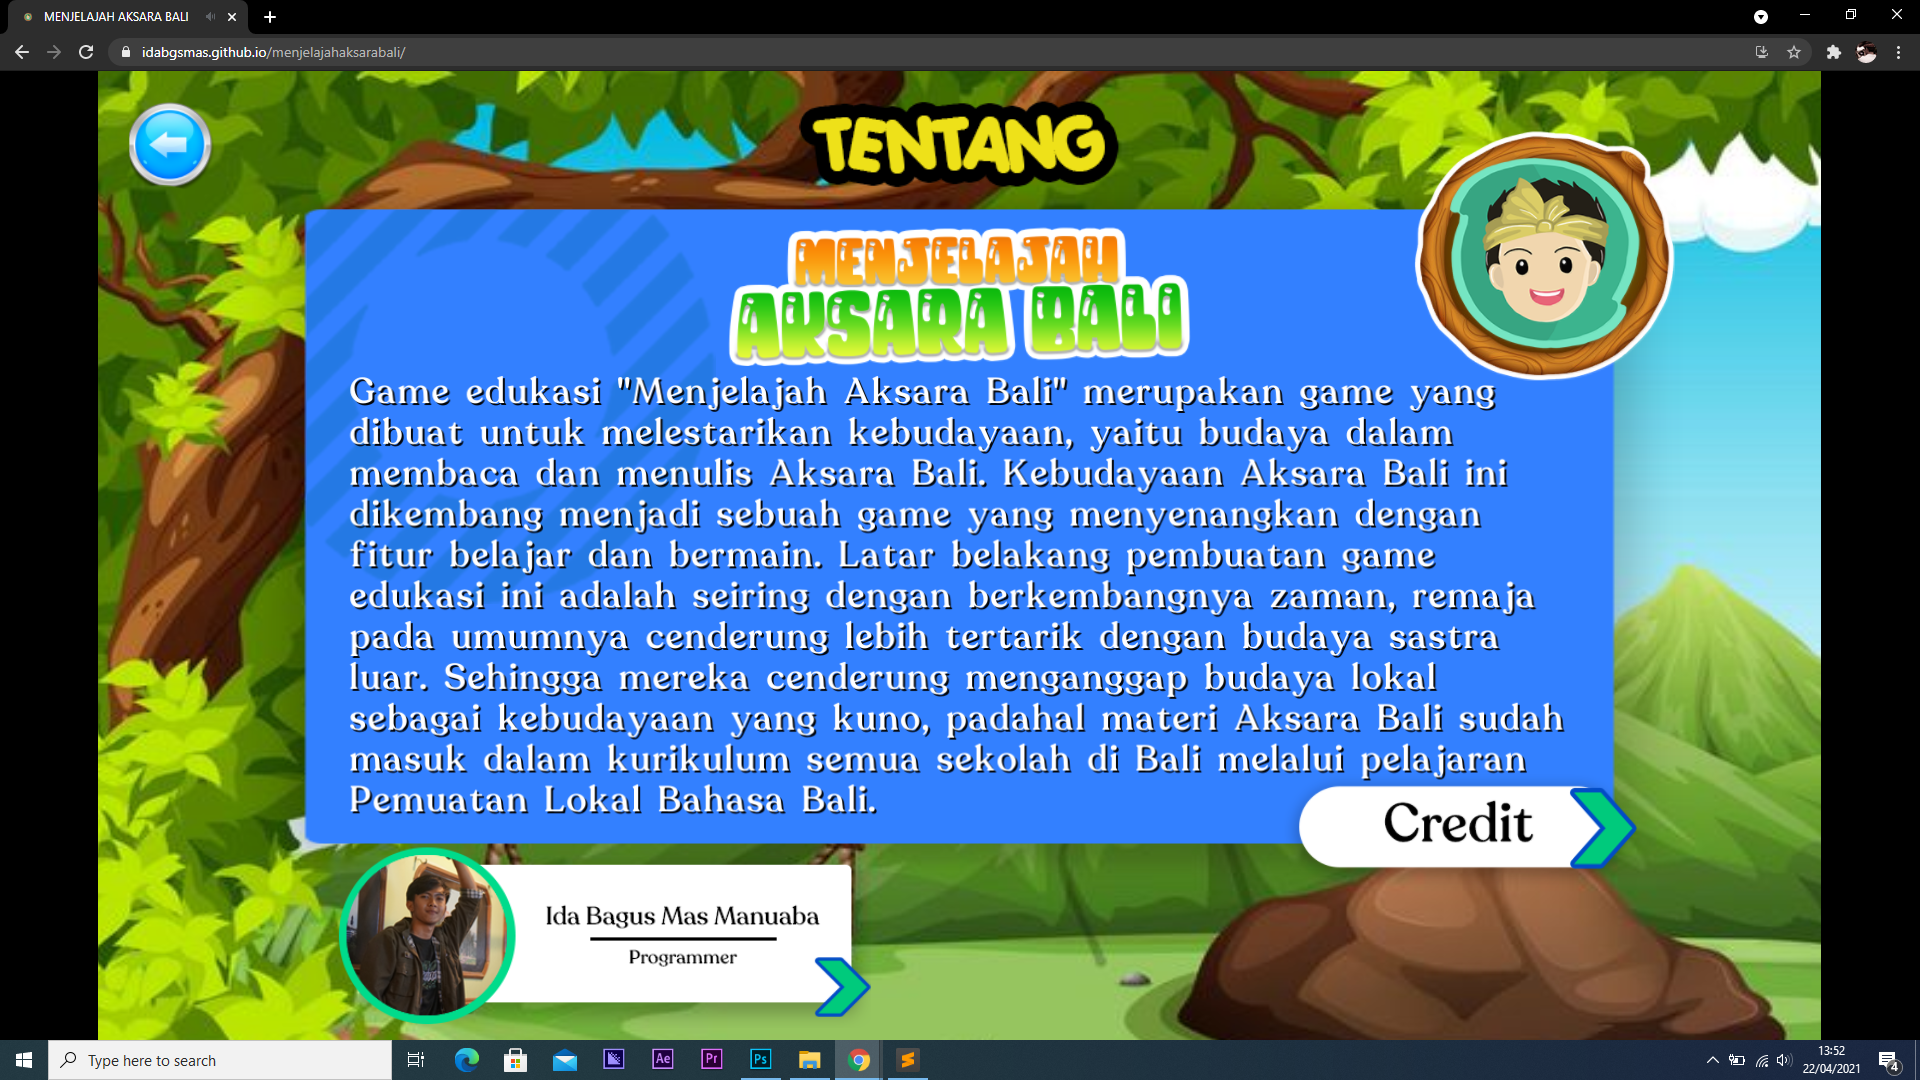 MENJELAJAH AKSARA BALI
idabgsmas.github.io/menjelajahaksarabali/
TENTANG
MENJELAJAH
AKSARA BALI
Game edukasi "Menjelajah Aksara Bali" merupakan game yang
dibuat untuk melestarikan kebudayaan, yaitu budaya dalam
membaca dan menulis Aksara Bali. Kebudayaan Aksara Bali ini
dikembang menjadi sebuah game yang menyenangkan dengan
fitur belajar dan bermain. Latar belakang pembuatan game
edukasi ini adalah seiring dengan berkembangnya zaman, remaja
pada umumnya cenderung lebih tertarik dengan budaya sastra
luar. Sehingga mereka cenderung menganggap budaya lokal
sebagai kebudayaan yang kuno, padahal materi Aksara Bali sudah
masuk dalam kurikulum semua sekolah di Bali melalui pelajaran
Pemuatan Lokal Bahasa Bali.
Credit
Ida Bagus Mas Manuaba
Programmer
Type here to search
Ae
Pr
Ps
13:52
22/04/2021
4